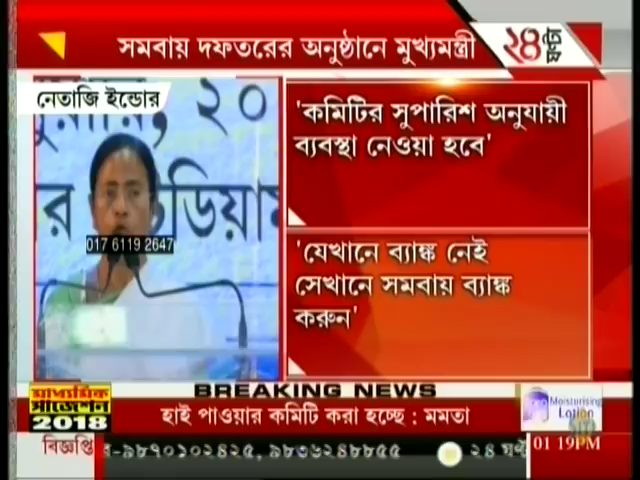 সমবায় দফতরের অনুষ্ঠানে মুখ্যমন্ত্রী
২৪ ঘণ্টা
নেতাজি ইন্ডোর
২০
র
ডিয়াম
017 6119 2647
'কমিটির সুপারিশ অনুযায়ী
ব্যবস্থা নেওয়া হবে'
'যেখানে ব্যাঙ্ক নেই
সেখানে সমবায় ব্যাঙ্ক
করুন'
BREAKING NEWS
মাধ্যমিক
সাজেশন
2018
হাই পাওয়ার কমিটি করা হচ্ছে : মমতা
Moisturising
Lotion
বিজ্ঞপ্তি
ব-৯৮৭০১০২৪২৫, ৯৮৩৬২৪৮৮৫৫
২৪ ঘণ্
01 19PM